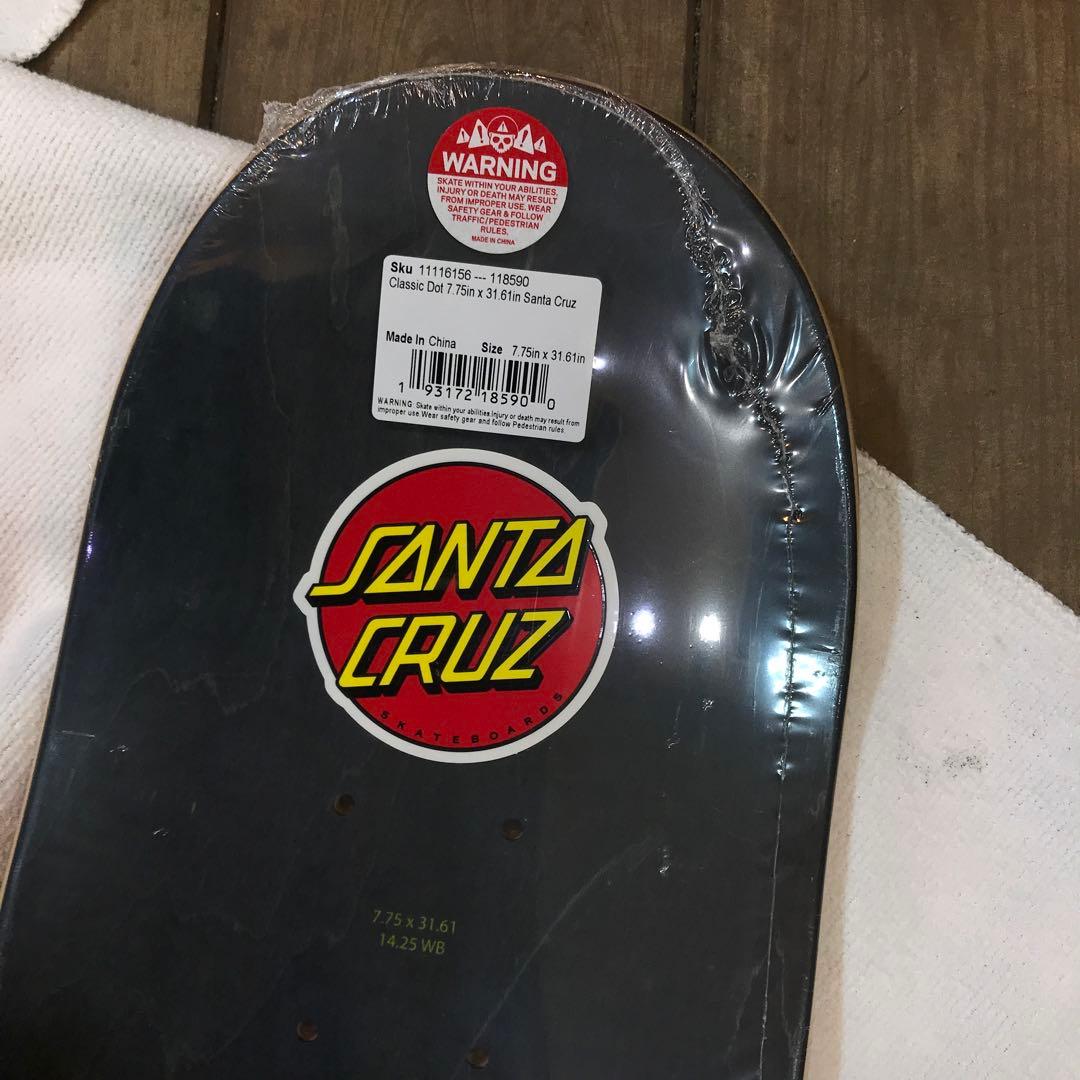 WARNING
SKATE WITHIN YOUR ABILITIES.
INJURY OR DEATH MAY RESULT
FROM IMPROPER USE. WEAR
SAFETY GEAR & FOLLOW
TRAFFIC/PEDESTRIAN
RULES.
MADE IN CHINA
Sku 11116156 --- 118590
Classic Dot 7.75in x 31.61in Santa Cruz
Made In China Size 7.75in x 31.61in
1 93172 18590 0
WARNING: Skate within your abilities.Injury or death may result from
improper use.Wear safety gear and follow Pedestrian rules.
SANTA
CRUZ
SKATEBOARDS
7.75 x 31.61
14.25 WB